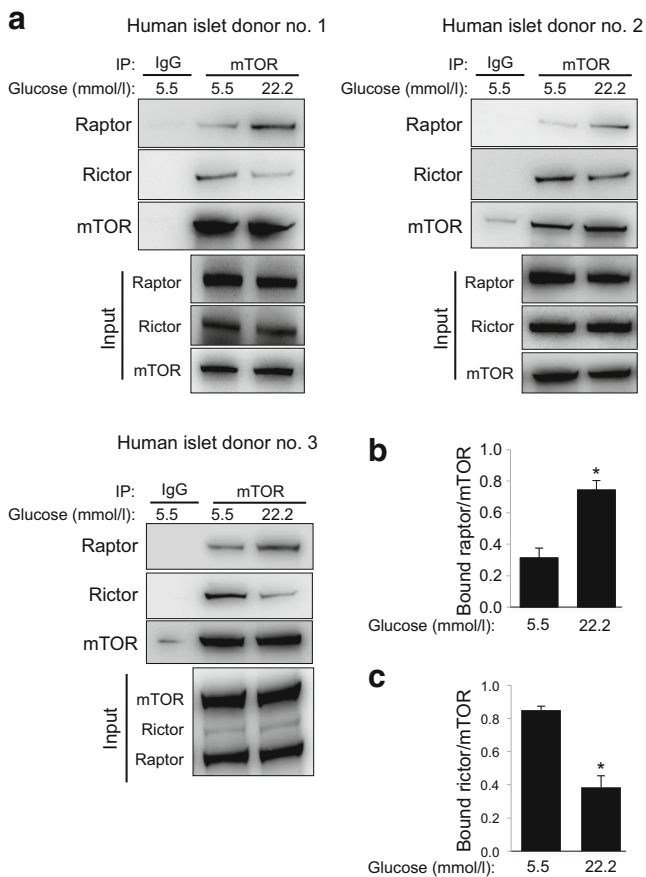 a
Human islet donor no. 1
IP: IgG mTOR
Glucose (mmol/l): 5.5 5.5 22.2
Raptor
Rictor
mTOR
Input
Raptor
Rictor
mTOR
Human islet donor no. 2
IP: IgG mTOR
Glucose (mmol/l): 5.5 5.5 22.2
Raptor
Rictor
mTOR
Input
Raptor
Rictor
mTOR
Human islet donor no. 3
IP: IgG mTOR
Glucose (mmol/l): 5.5 5.5 22.2
Raptor
Rictor
mTOR
Input
mTOR
Rictor
Raptor
b
Bound raptor/mTOR
1.0
0.8
0.6
0.4
0.2
0.0
*
Glucose (mmol/l): 5.5 22.2
c
Bound rictor/mTOR
1.0
0.8
0.6
0.4
0.2
0.0
*
Glucose (mmol/l): 5.5 22.2